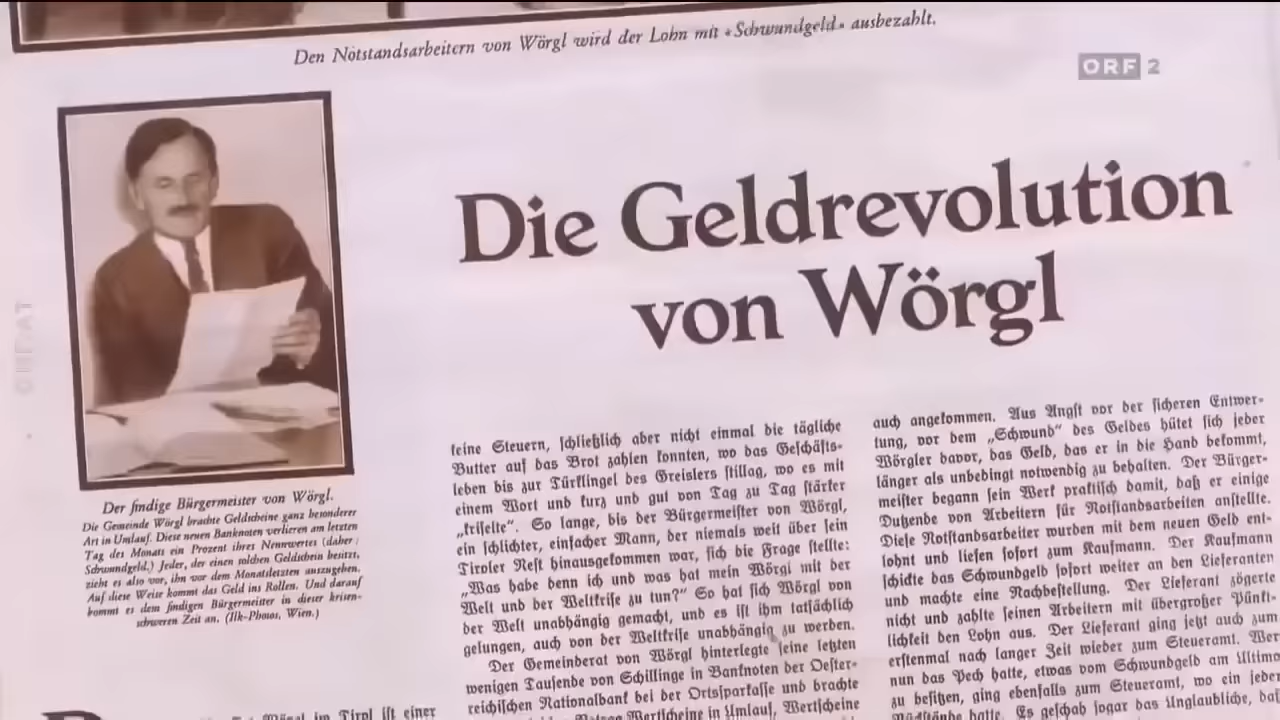 Den Notstandsarbeitern von Wörgl wird der Lohn mit «Schwundgeld» ausbezahlt.
ORF 2
Die Geldrevolution
von Wörgl
Der findige Bürgermeister von Wörgl.
Die Gemeinde Wörgl brachte Geldscheine ganz besonderer
Art in Umlauf. Diese neuen Banknoten verlieren am letzten
Tag des Monats ein Prozent ihres Nennwertes (daher:
Schwundgeld.) Jeder, der einen solchen Geldschein besitzt,
zieht es also vor, ihn vor dem Monatsletzten auszugeben.
Auf diese Weise kommt das Geld ins Rollen. Und darauf
kommt es dem findigen Bürgermeister in dieser krisen-
schweren Zeit an. (Ilk-Photos, Wien.)
keine Steuern, schließlich aber nicht einmal die tägliche
Butter auf das Brot zahlen konnten, wo das Geschäfts-
leben bis zur Türklingel des Greislers stillag, wo es mit
einem Wort und kurz und gut von Tag zu Tag stärker
„kriselte“. So lange, bis der Bürgermeister von Wörgl,
ein schlichter, einfacher Mann, der niemals weit über sein
Tiroler Nest hinausgekommen war, sich die Frage stellte:
„Was habe denn ich und was hat mein Wörgl mit der
Welt und der Weltkrise zu tun?“ So hat sich Wörgl von
der Welt unabhängig gemacht, und es ist ihm tatsächlich
gelungen, auch von der Weltkrise unabhängig zu werden.
Der Gemeinderat von Wörgl hinterlegte seine letzten
wenigen Tausende von Schillinge in Banknoten der Oester-
reichischen Nationalbank bei der Ortssparkasse und brachte
Wertscheine in Umlauf, Wertscheine
auch angekommen. Aus Angst vor der sicheren Entwer-
tung, vor dem „Schwund“ des Geldes hütet sich jeder
Wörgler davor, das Geld, das er in die Hand bekommt,
länger als unbedingt notwendig zu behalten. Der Bürger-
meister begann sein Werk praktisch damit, daß er einige
Dutzende von Arbeitern für Notstandsarbeiten anstellte.
Diese Notstandsarbeiter wurden mit dem neuen Geld ent-
lohnt und liefen sofort zum Kaufmann. Der Kaufmann
schickte das Schwundgeld sofort weiter an den Lieferanten
und machte eine Nachbestellung. Der Lieferant zögerte
nicht und zahlte seinen Arbeitern mit übergroßer Pünkt-
lichkeit den Lohn aus. Der Lieferant ging jetzt auch zum
erstenmal nach langer Zeit wieder zum Steueramt. Wer
nun das Pech hatte, etwas vom Schwundgeld am Ultimo
zu besitzen, ging ebenfalls zum Steueramt, wo ein jeder
Rückstände hatte. Es geschah sogar das Unglaubliche, daß
im Tirol ist einer